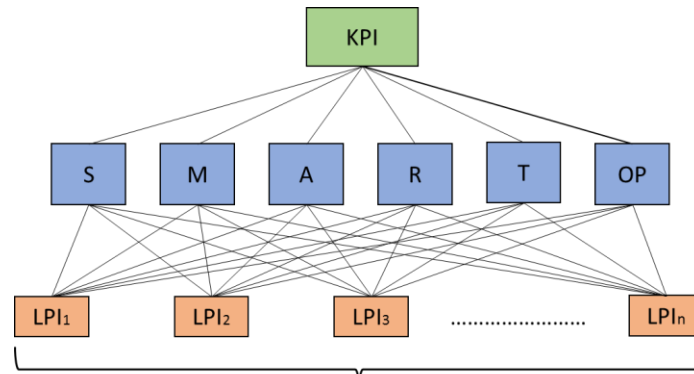 KPI
S M A R T OP
LPI₁ LPI₂ LPI₃ ........................ LPIₙ